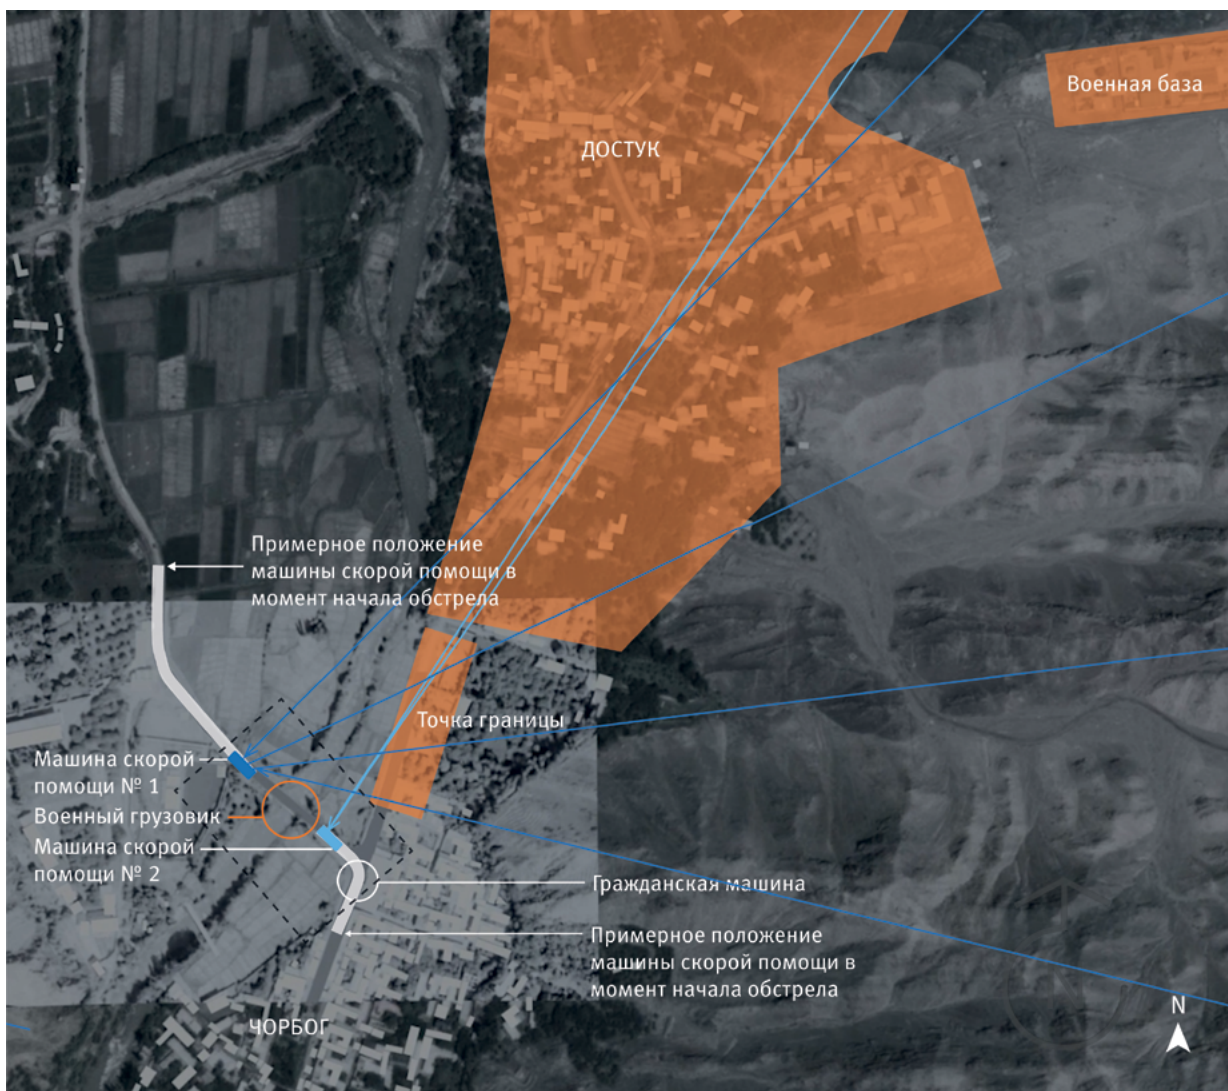 Военная база
ДОСТУК
Примерное положение
машины скорой помощи в
момент начала обстрела
Точка границы
Машина скорой
помощи № 1
Военный грузовик
Машина скорой
помощи № 2
Гражданская машина
Примерное положение
машины скорой помощи в
момент начала обстрела
N
ЧОРБОГ